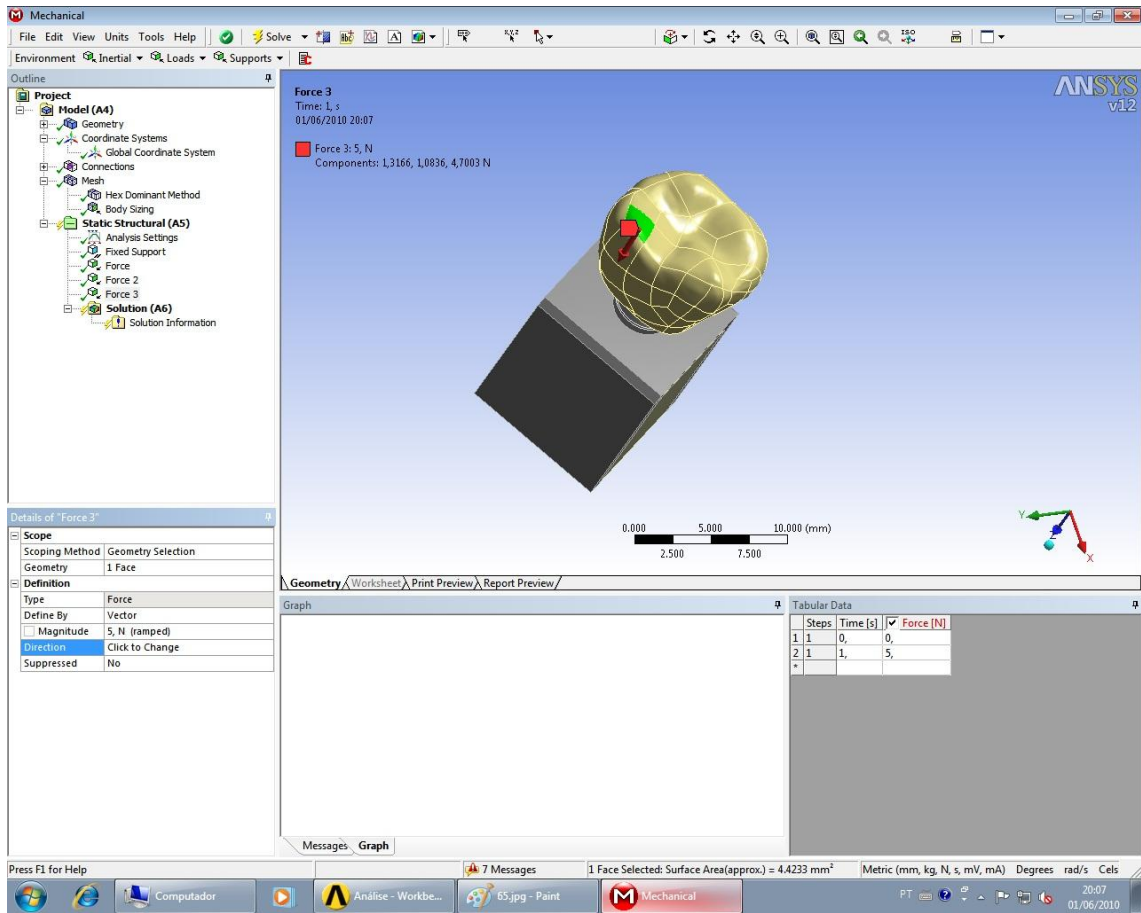 Mechanical
File Edit View Units Tools Help Solve
Environment Inertial Loads Supports
Outline
Project
Model (A4)
Geometry
Coordinate Systems
Global Coordinate System
Connections
Mesh
Hex Dominant Method
Body Sizing
Static Structural (A5)
Analysis Settings
Fixed Support
Force
Force 2
Force 3
Solution (A6)
Solution Information
Force 3
Time: 1, s
01/06/2010 20:07
Force 3: 5, N
Components: 1,3166, 1,0836, 4,7003 N
ANSYS
v12
0.000 5.000 10.000 (mm)
2.500 7.500
Y
Z
X
Geometry Worksheet Print Preview Report Preview
Details of "Force 3"
Scope
Scoping Method Geometry Selection
Geometry 1 Face
Definition
Type Force
Define By Vector
Magnitude 5, N (ramped)
Direction Click to Change
Suppressed No
Graph
Messages Graph
Tabular Data
Steps Time [s] Force [N]
1 1 0, 0,
2 1 1, 5,
*
Press F1 for Help 7 Messages 1 Face Selected: Surface Area(approx.) = 4.4233 mm² Metric (mm, kg, N, s, mV, mA) Degrees rad/s Cels
Computador Análise - Workbe... 65.jpg - Paint Mechanical PT 20:07
01/06/2010